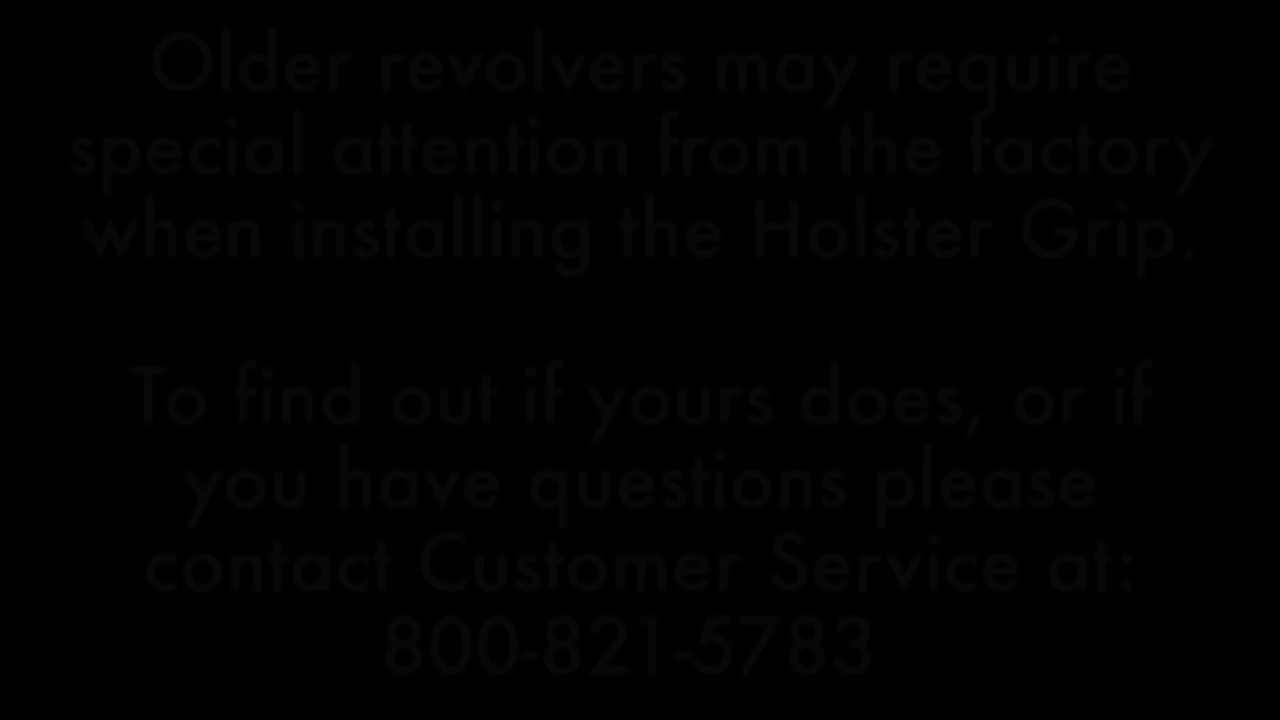 Older revolvers may require
special attention from the factory
when installing the Holster Grip.
To find out if yours does, or if
you have questions please
contact Customer Service at:
800-821-5783